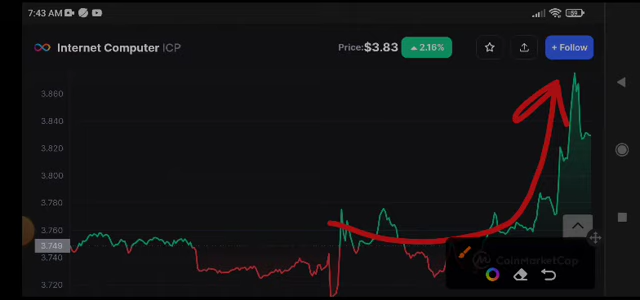 7:43 AM
59
Internet Computer ICP
Price:$3.83
2.16%
+ Follow
3.860
3.840
3.820
3.800
3.780
3.760
3.749
3.740
3.720
CoinMarketCap